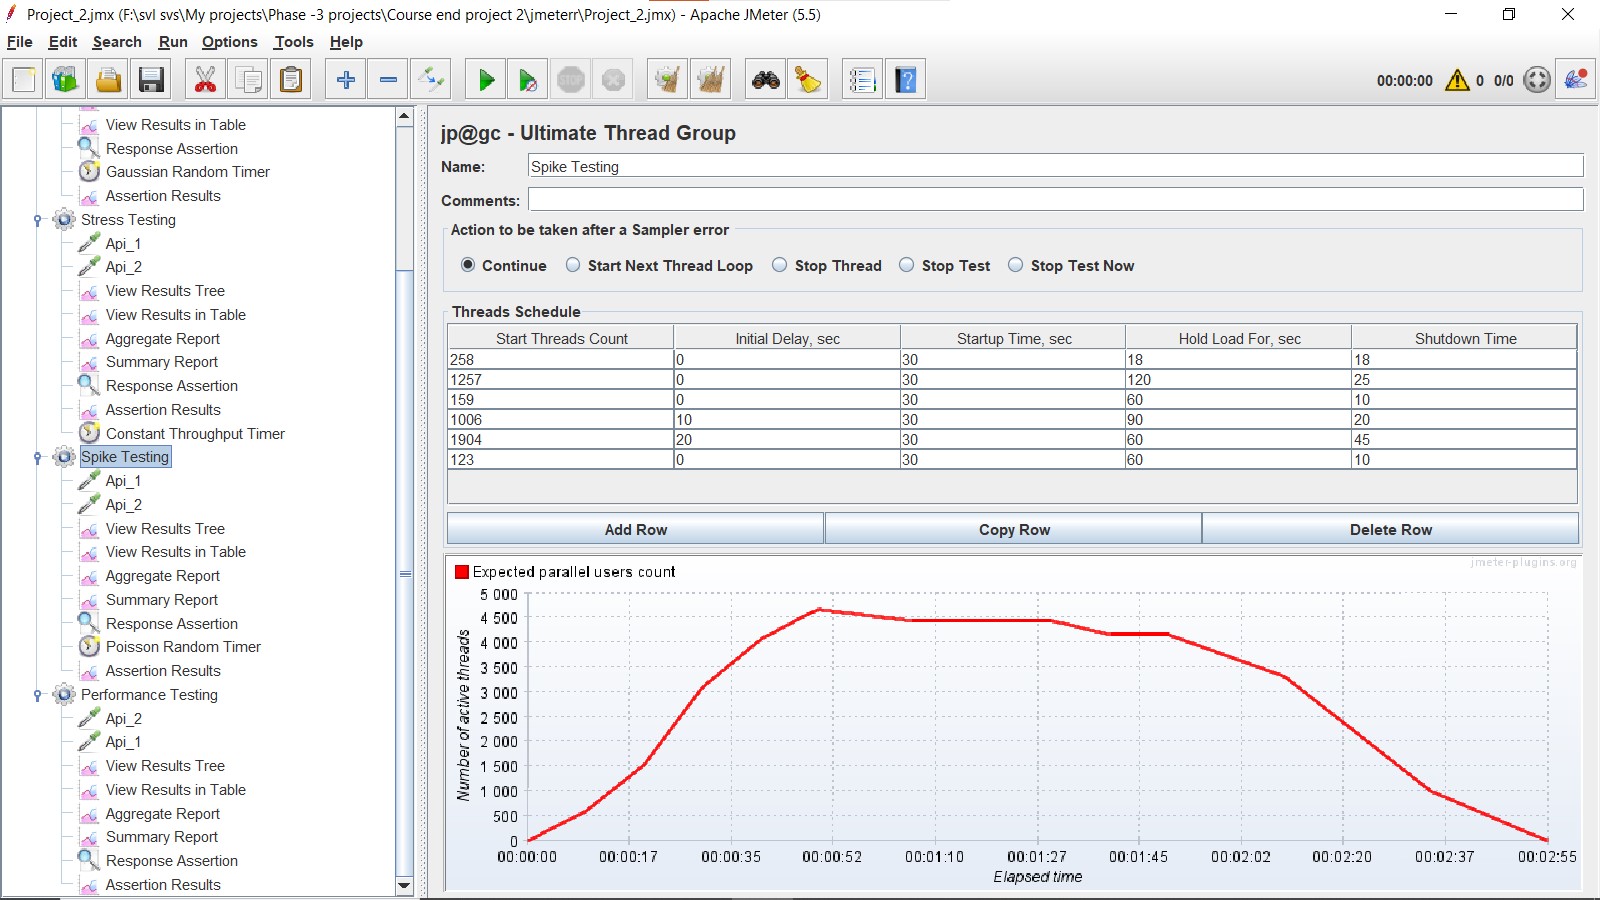 Project_2.jmx (F:\svl svs\My projects\Phase -3 projects\Course end project 2\jmeterr\Project_2.jmx) - Apache JMeter (5.5)
File Edit Search Run Options Tools Help
STOP
00:00:00 0 0/0
View Results in Table
Response Assertion
Gaussian Random Timer
Assertion Results
Stress Testing
Api_1
Api_2
View Results Tree
View Results in Table
Aggregate Report
Summary Report
Response Assertion
Assertion Results
Constant Throughput Timer
Spike Testing
Api_1
Api_2
View Results Tree
View Results in Table
Aggregate Report
Summary Report
Response Assertion
Poisson Random Timer
Assertion Results
Performance Testing
Api_2
Api_1
View Results Tree
View Results in Table
Aggregate Report
Summary Report
Response Assertion
Assertion Results
jp@gc - Ultimate Thread Group
Name: Spike Testing
Comments:
Action to be taken after a Sampler error
Continue Start Next Thread Loop Stop Thread Stop Test Stop Test Now
Threads Schedule
Start Threads Count Initial Delay, sec Startup Time, sec Hold Load For, sec Shutdown Time
258 0 30 18 18
1257 0 30 120 25
159 0 30 60 10
1006 10 30 90 20
1904 20 30 60 45
123 0 30 60 10
Add Row Copy Row Delete Row
jmeter-plugins.org
Expected parallel users count
Number of active threads
5 000
4 500
4 000
3 500
3 000
2 500
2 000
1 500
1 000
500
0
00:00:00 00:00:17 00:00:35 00:00:52 00:01:10 00:01:27 00:01:45 00:02:02 00:02:20 00:02:37 00:02:55
Elapsed time